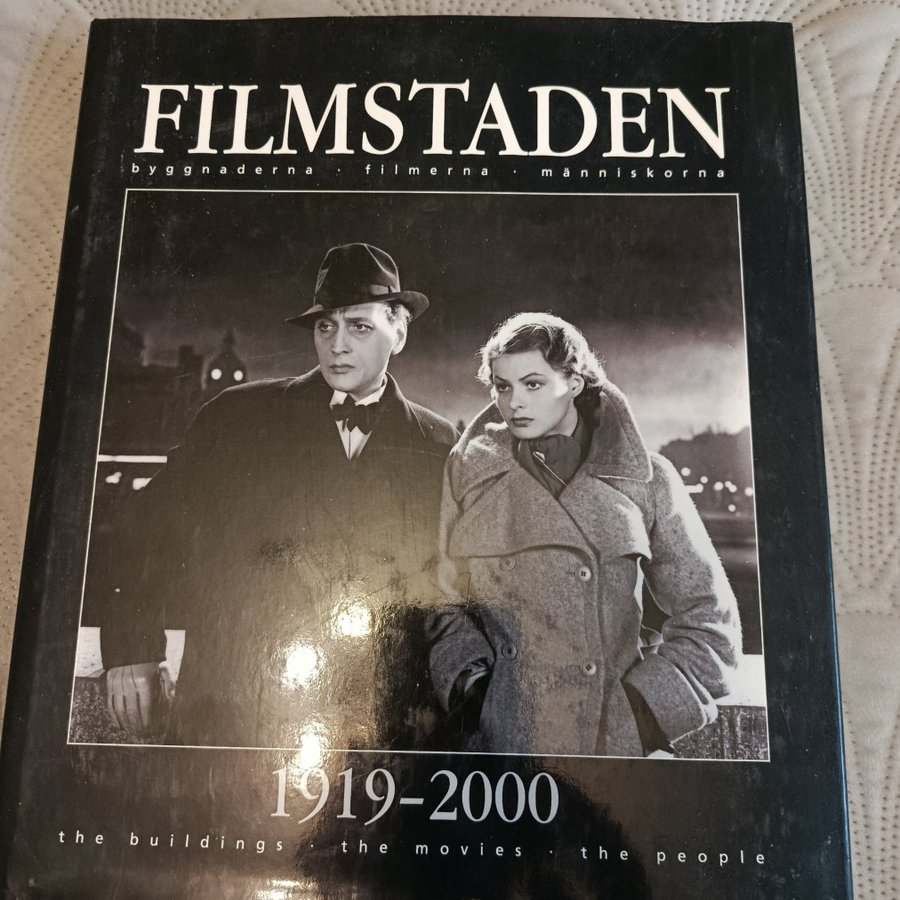 FILMSTADEN
byggnaderna · filmerna · människorna
1919-2000
the buildings · the movies · the people